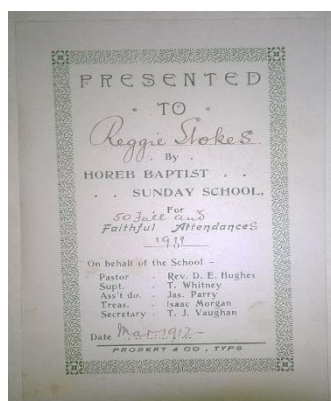 PRESENTED
TO
Reggie Stokes
By
HOREB BAPTIST . .
. . SUNDAY SCHOOL.
For
50 Full and
Faithful Attendances
1911
On behalf of the School -
Pastor . Rev. D. E. Hughes
Supt. . T. Whitney
Ass't do. . Jas. Parry
Treas. . Isaac Morgan
Secretary . T. J. Vaughan
Date Mar 1912
PROBERT & CO., TYPS.